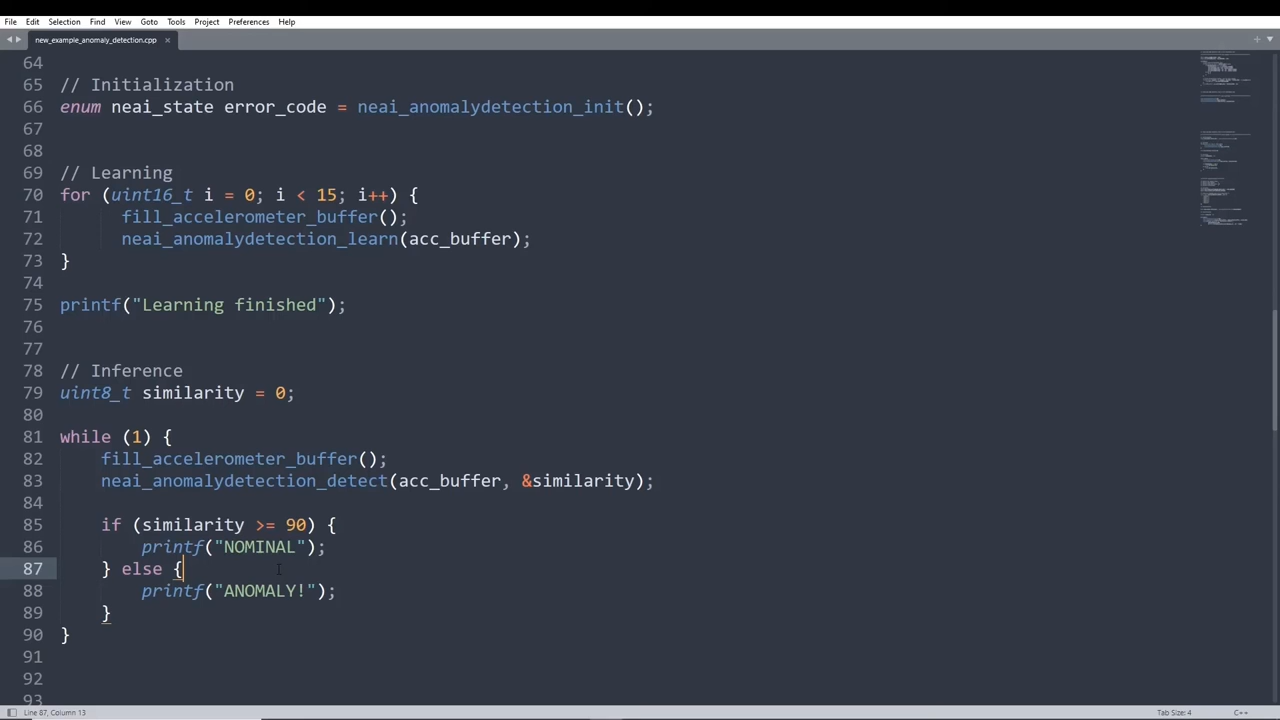 File Edit Selection Find View Goto Tools Project Preferences Help
new_example_anomaly_detection.cpp ×
64
65 // Initialization
66 enum neai_state error_code = neai_anomalydetection_init();
67
68
69 // Learning
70 for (uint16_t i = 0; i < 15; i++) {
71 fill_accelerometer_buffer();
72 neai_anomalydetection_learn(acc_buffer);
73 }
74
75 printf("Learning finished");
76
77
78 // Inference
79 uint8_t similarity = 0;
80
81 while (1) {
82 fill_accelerometer_buffer();
83 neai_anomalydetection_detect(acc_buffer, &similarity);
84
85 if (similarity >= 90) {
86 printf("NOMINAL");
87 } else {
88 printf("ANOMALY!");
89 }
90 }
91
92
93
Line 87, Column 13 Tab Size: 4 C++